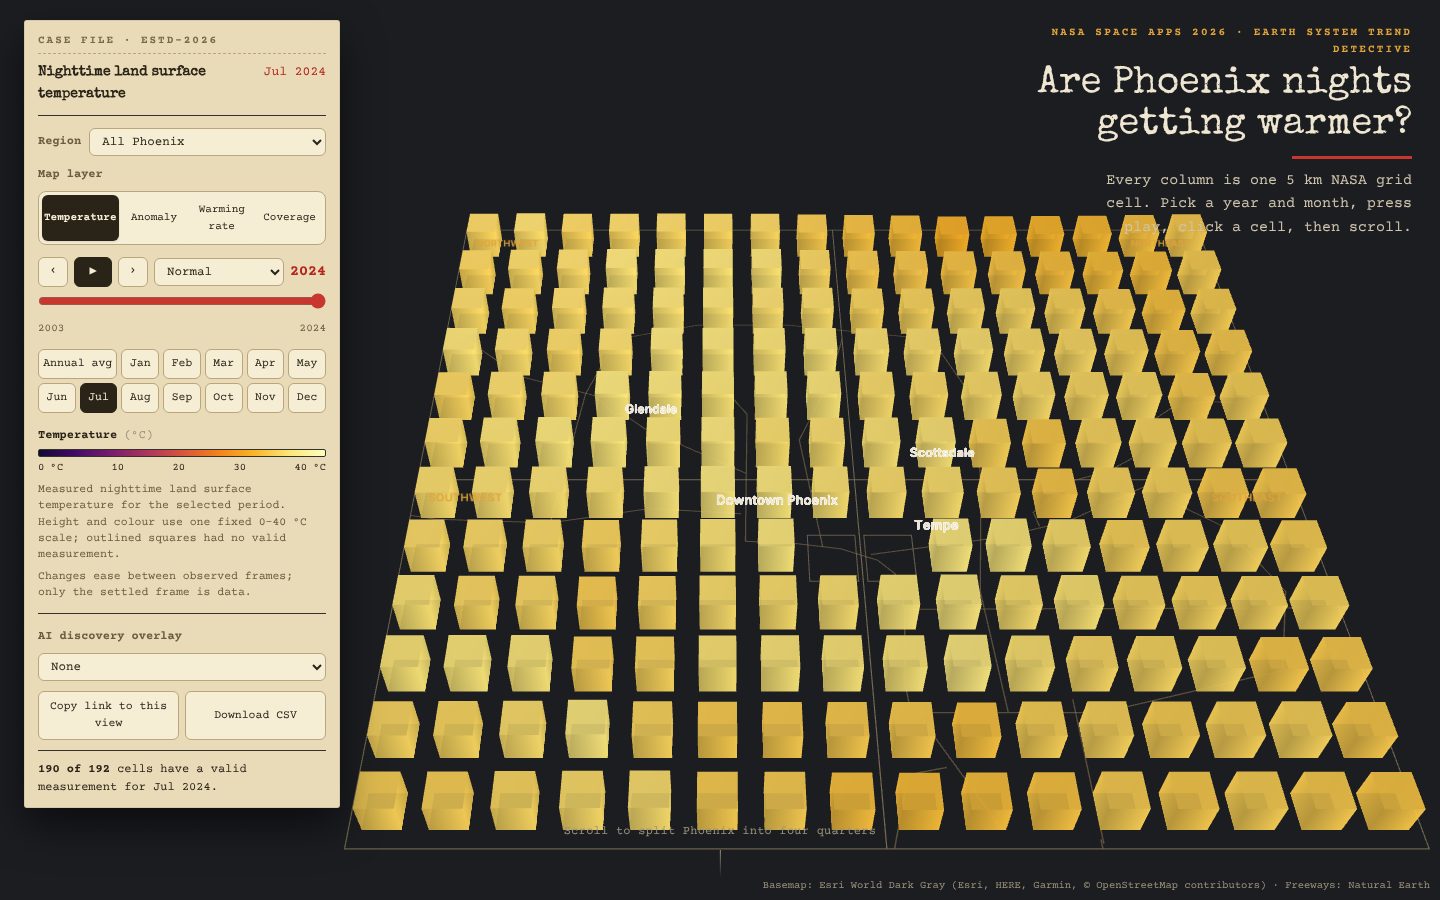 CASE FILE · ESTD-2026
Nighttime land surface
temperature
Jul 2024
Region
All Phoenix
Map layer
Temperature
Anomaly
Warming
rate
Coverage
‹
▶
›
Normal
2024
2003
2024
Annual avg
Jan
Feb
Mar
Apr
May
Jun
Jul
Aug
Sep
Oct
Nov
Dec
Temperature (°C)
0 °C
10
20
30
40 °C
Measured nighttime land surface
temperature for the selected period.
Height and colour use one fixed 0–40 °C
scale; outlined squares had no valid
measurement.
Changes ease between observed frames;
only the settled frame is data.
AI discovery overlay
None
Copy link to this
view
Download CSV
190 of 192 cells have a valid
measurement for Jul 2024.
NASA SPACE APPS 2026 · EARTH SYSTEM TREND
DETECTIVE
Are Phoenix nights
getting warmer?
Every column is one 5 km NASA grid
cell. Pick a year and month, press
play, click a cell, then scroll.
NORTHWEST
Glendale
Scottsdale
SOUTHWEST
Downtown Phoenix
SOUTHEAST
Tempe
Scroll to split Phoenix into four quarters
Basemap: Esri World Dark Gray (Esri, HERE, Garmin, © OpenStreetMap contributors) · Freeways: Natural Earth